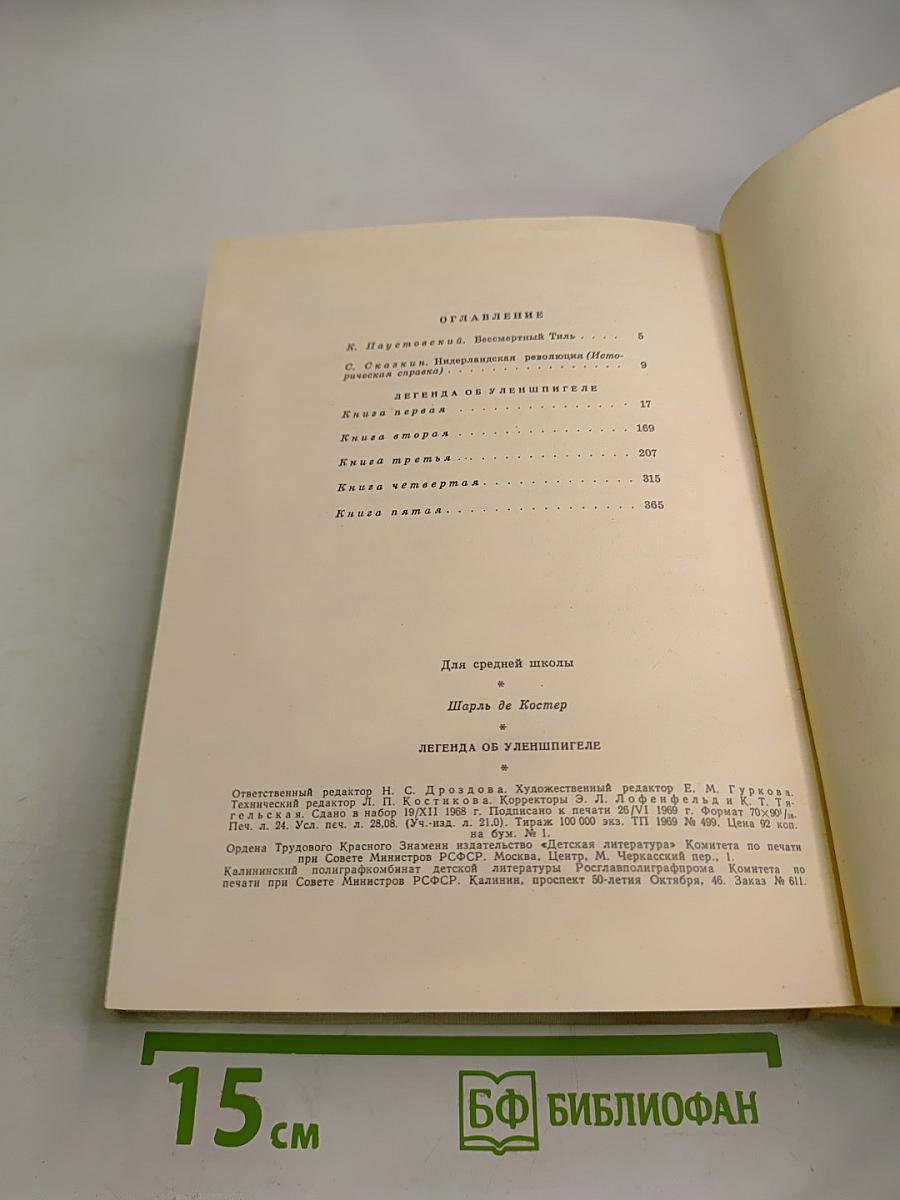 ОГЛАВЛЕНИЕ
К. Паустовский. Бессмертный Тиль . . . . 5
С. Сказкин. Нидерландская революция (Исто-
рическая справка) . . . . . . . . . . . . . . . 9
ЛЕГЕНДА ОБ УЛЕНШПИГЕЛЕ
Книга первая . . . . . . . . . . . . . . . 17
Книга вторая . . . . . . . . . . . . . . . 169
Книга третья . . . . . . . . . . . . . . . 207
Книга четвертая . . . . . . . . . . . . . 315
Книга пятая . . . . . . . . . . . . . . . . 365
Для средней школы
*
Шарль де Костер
*
ЛЕГЕНДА ОБ УЛЕНШПИГЕЛЕ
*
Ответственный редактор Н. С. Дроздова. Художественный редактор Е. М. Гуркова.
Технический редактор Л. П. Костикова. Корректоры Э. Л. Лофенфельд и К. Т. Тя-
гельская. Сдано в набор 19/XII 1968 г. Подписано к печати 26/VI 1969 г. Формат 70×90¹/₁₆.
Печ. л. 24. Усл. печ. л. 28,08. (Уч.-изд. л. 21.0). Тираж 100 000 экз. ТП 1969 № 499. Цена 92 коп.
на бум. № 1.
Ордена Трудового Красного Знамени издательство «Детская литература» Комитета по печати
при Совете Министров РСФСР. Москва, Центр, М. Черкасский пер., 1.
Калининский полиграфкомбинат детской литературы Росглавполиграфпрома Комитета по
печати при Совете Министров РСФСР. Калинин, проспект 50-летия Октября, 46. Заказ № 611.
15 см
БФ БИБЛИОФАН